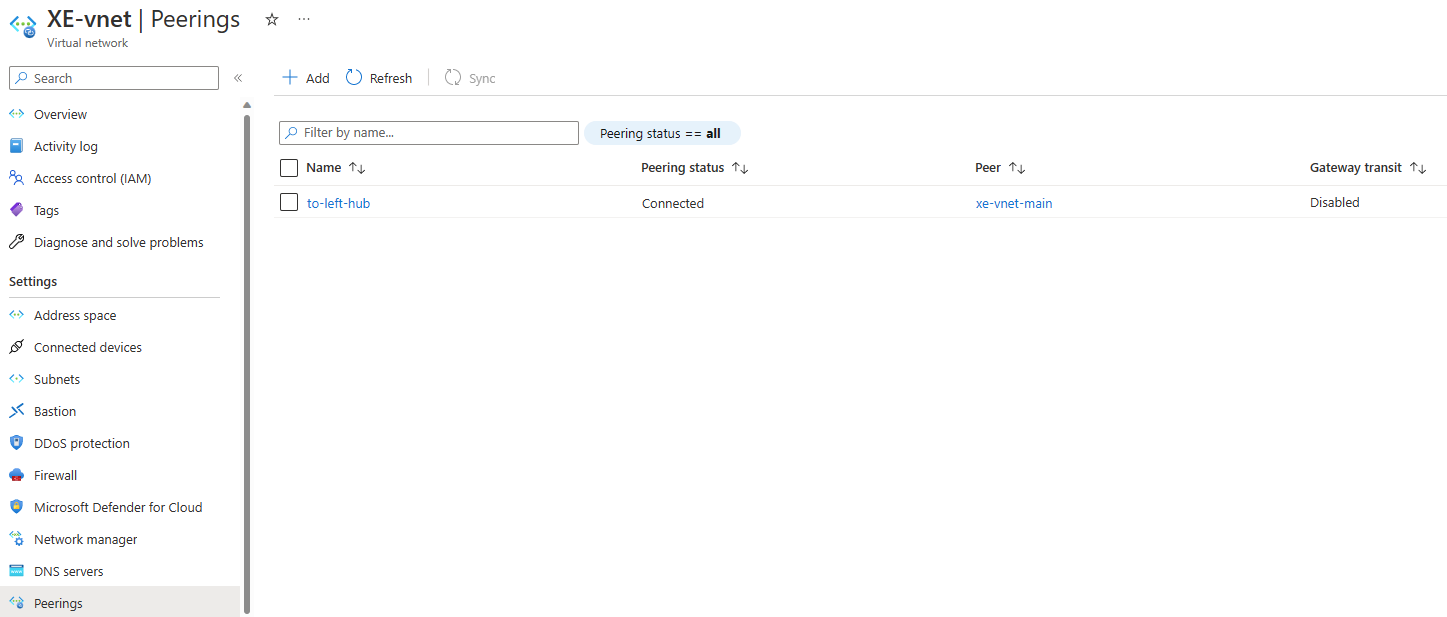 XE-vnet | Peerings
Virtual network
Search
Add Refresh Sync
Overview
Activity log
Access control (IAM)
Tags
Diagnose and solve problems
Settings
Address space
Connected devices
Subnets
Bastion
DDoS protection
Firewall
Microsoft Defender for Cloud
Network manager
DNS servers
Peerings
Filter by name...
Peering status == all
Name Peering status Peer Gateway transit
to-left-hub Connected xe-vnet-main Disabled